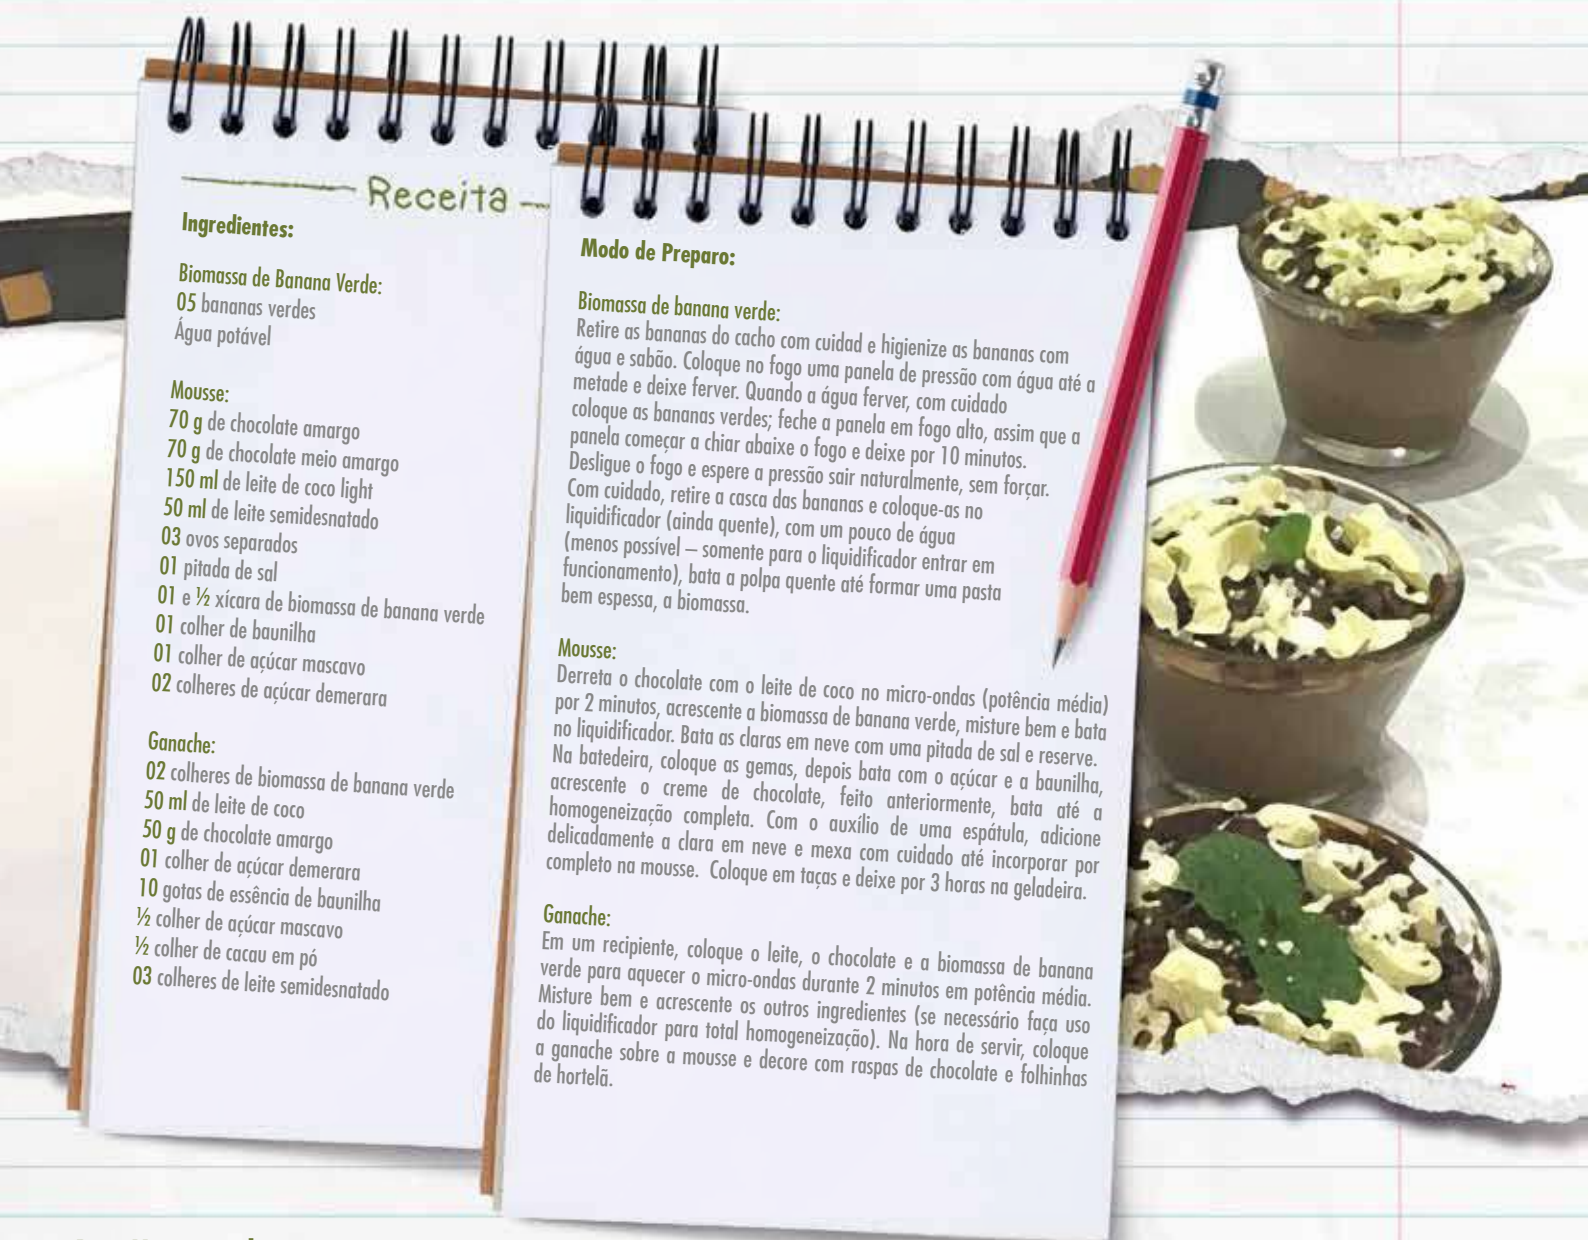 Receita
Ingredientes:
Biomassa de Banana Verde:
05 bananas verdes
Água potável
Mousse:
70 g de chocolate amargo
70 g de chocolate meio amargo
150 ml de leite de coco light
50 ml de leite semidesnatado
03 ovos separados
01 pitada de sal
01 e ½ xícara de biomassa de banana verde
01 colher de baunilha
01 colher de açúcar mascavo
02 colheres de açúcar demerara
Ganache:
02 colheres de biomassa de banana verde
50 ml de leite de coco
50 g de chocolate amargo
01 colher de açúcar demerara
10 gotas de essência de baunilha
½ colher de açúcar mascavo
½ colher de cacau em pó
03 colheres de leite semidesnatado
Modo de Preparo:
Biomassa de banana verde:
Retire as bananas do cacho com cuidad e higienize as bananas com
água e sabão. Coloque no fogo uma panela de pressão com água até a
metade e deixe ferver. Quando a água ferver, com cuidado
coloque as bananas verdes; feche a panela em fogo alto, assim que a
panela começar a chiar abaixe o fogo e deixe por 10 minutos.
Desligue o fogo e espere a pressão sair naturalmente, sem forçar.
Com cuidado, retire a casca das bananas e coloque-as no
liquidificador (ainda quente), com um pouco de água
(menos possível – somente para o liquidificador entrar em
funcionamento), bata a polpa quente até formar uma pasta
bem espessa, a biomassa.
Mousse:
Derreta o chocolate com o leite de coco no micro-ondas (potência média)
por 2 minutos, acrescente a biomassa de banana verde, misture bem e bata
no liquidificador. Bata as claras em neve com uma pitada de sal e reserve.
Na batedeira, coloque as gemas, depois bata com o açúcar e a baunilha,
acrescente o creme de chocolate, feito anteriormente, bata até a
homogeneização completa. Com o auxílio de uma espátula, adicione
delicadamente a clara em neve e mexa com cuidado até incorporar por
completo na mousse. Coloque em taças e deixe por 3 horas na geladeira.
Ganache:
Em um recipiente, coloque o leite, o chocolate e a biomassa de banana
verde para aquecer o micro-ondas durante 2 minutos em potência média.
Misture bem e acrescente os outros ingredientes (se necessário faça uso
do liquidificador para total homogeneização). Na hora de servir, coloque
a ganache sobre a mousse e decore com raspas de chocolate e folhinhas
de hortelã.